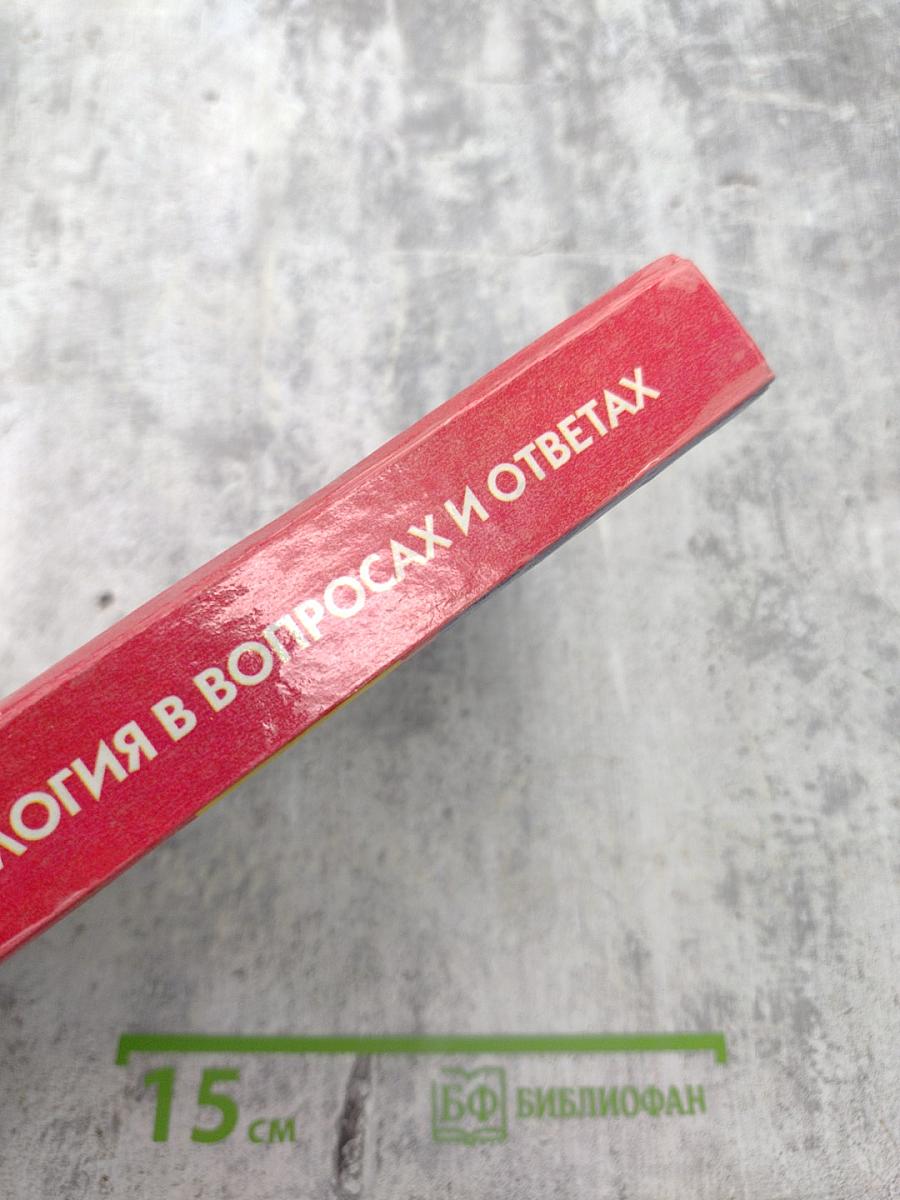 ЛОГИЯ В ВОПРОСАХ И ОТВЕТАХ
15 см
БФ БИБЛИОФАН